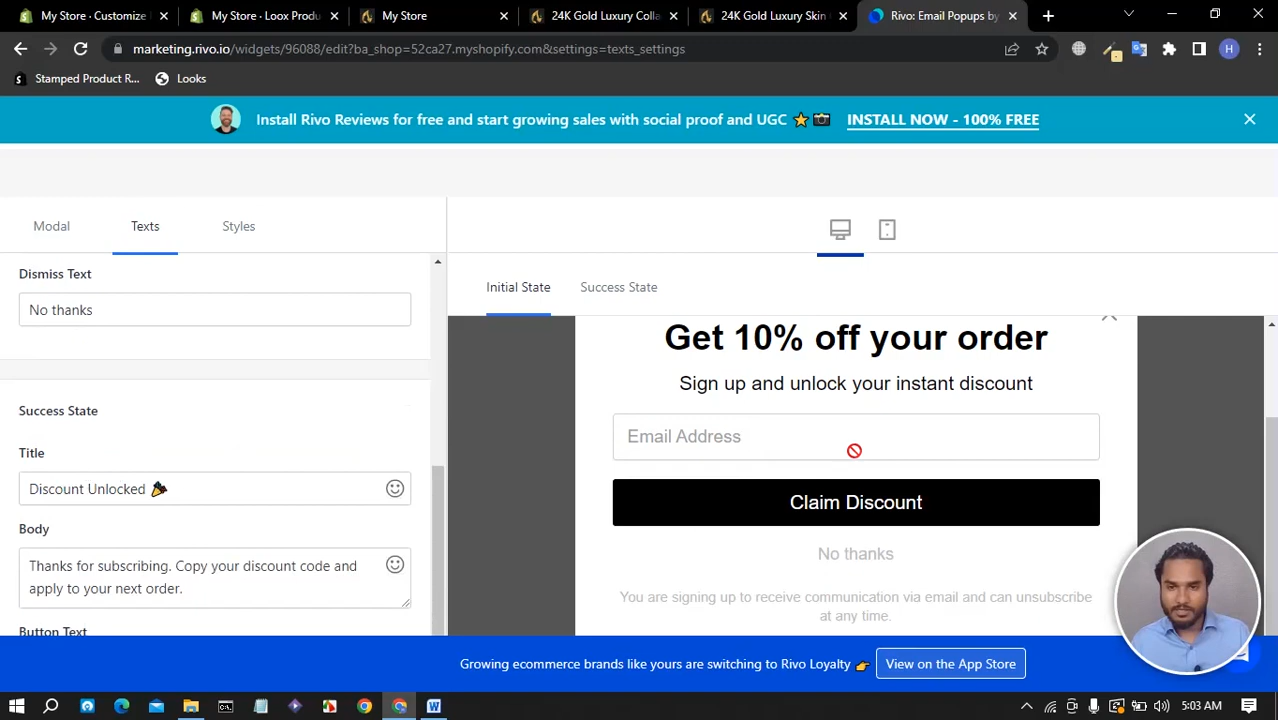 My Store · Customize
My Store · Loox Produ
My Store
24K Gold Luxury Colla
24K Gold Luxury Skin
Rivo: Email Popups by
marketing.rivo.io/widgets/96088/edit?ba_shop=52ca27.myshopify.com&settings=texts_settings
H
Stamped Product R...
Looks
Install Rivo Reviews for free and start growing sales with social proof and UGC ⭐📷 INSTALL NOW - 100% FREE
Modal
Texts
Styles
Dismiss Text
No thanks
Success State
Title
Discount Unlocked 🎉
Body
Thanks for subscribing. Copy your discount code and
apply to your next order.
Button Text
Initial State
Success State
Get 10% off your order
Sign up and unlock your instant discount
Email Address
Claim Discount
No thanks
You are signing up to receive communication via email and can unsubscribe
at any time.
Growing ecommerce brands like yours are switching to Rivo Loyalty 👉 View on the App Store
5:03 AM